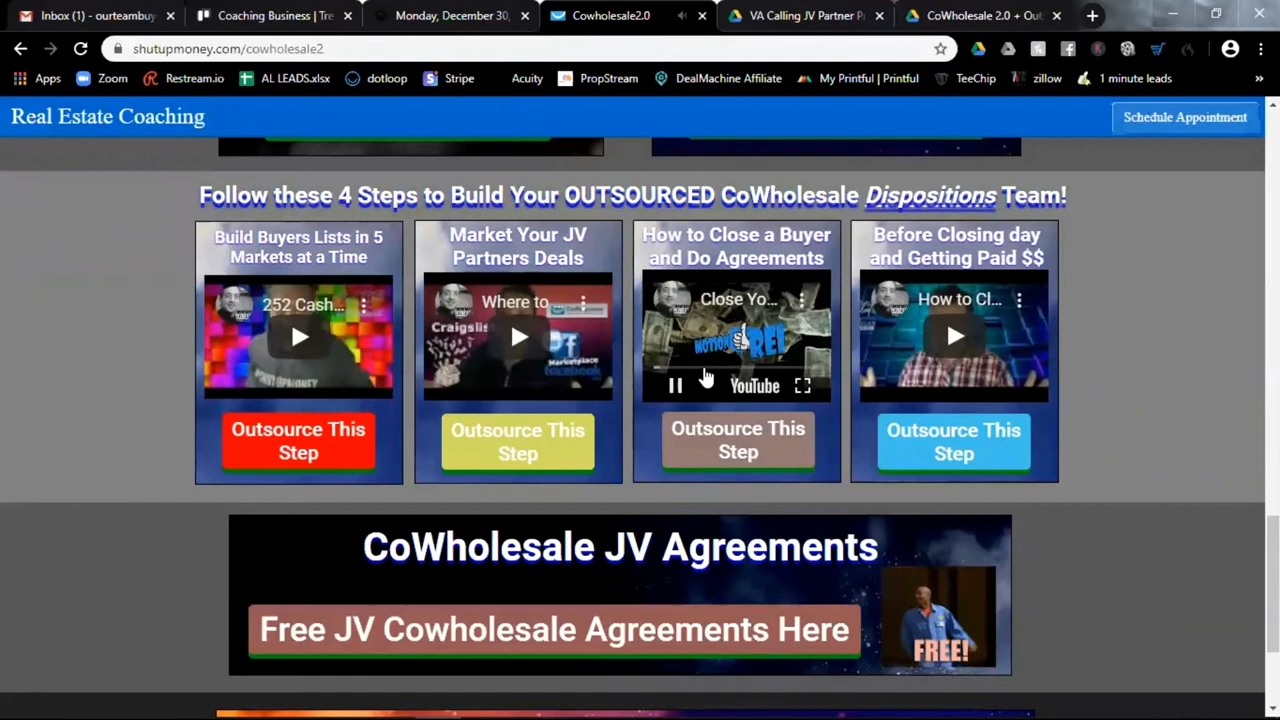 Inbox (1) - ourteambuy
Coaching Business | Tre
Monday, December 30,
Cowholesale2.0
VA Calling JV Partner P
CoWholesale 2.0 + Out
shutupmoney.com/cowholesale2
Apps
Zoom
Restream.io
AL LEADS.xlsx
dotloop
Stripe
Acuity
PropStream
DealMachine Affiliate
My Printful | Printful
TeeChip
zillow
1 minute leads
»
Real Estate Coaching
Schedule Appointment
Follow these 4 Steps to Build Your OUTSOURCED CoWholesale Dispositions Team!
Build Buyers Lists in 5
Markets at a Time
252 Cash...
Outsource This
Step
Market Your JV
Partners Deals
Where to
Craigslis
Marketplace
facebook
Outsource This
Step
How to Close a Buyer
and Do Agreements
Close Yo...
MOTION
REI
YouTube
Outsource This
Step
Before Closing day
and Getting Paid $$
How to Cl...
Outsource This
Step
CoWholesale JV Agreements
Free JV Cowholesale Agreements Here
FREE!